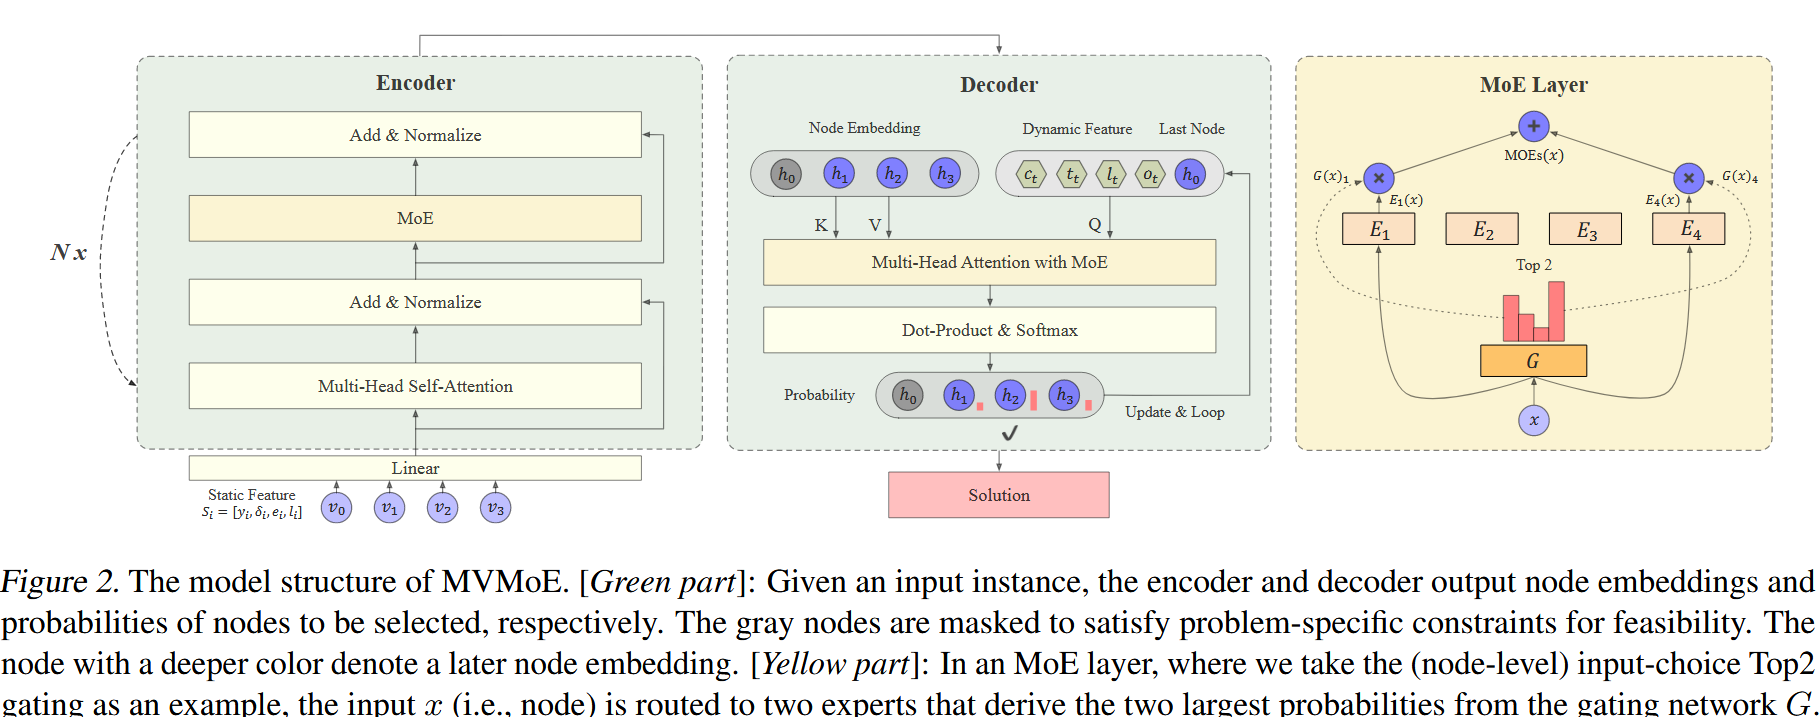 Encoder
Add & Normalize
MoE
Add & Normalize
Multi-Head Self-Attention
N x
Linear
Static Feature
S_i = [y_i, δ_i, e_i, l_i]
v_0 v_1 v_2 v_3
Decoder
Node Embedding Dynamic Feature Last Node
h_0 h_1 h_2 h_3 c_t t_t l_t o_t h_0
K V Q
Multi-Head Attention with MoE
Dot-Product & Softmax
Probability h_0 h_1 h_2 h_3
Update & Loop
✓
Solution
MoE Layer
+
MOEs(x)
G(x)_1 × × G(x)_4
E_1(x) E_4(x)
E_1 E_2 E_3 E_4
Top 2
G
x
Figure 2. The model structure of MVMoE. [Green part]: Given an input instance, the encoder and decoder output node embeddings and
probabilities of nodes to be selected, respectively. The gray nodes are masked to satisfy problem-specific constraints for feasibility. The
node with a deeper color denote a later node embedding. [Yellow part]: In an MoE layer, where we take the (node-level) input-choice Top2
gating as an example, the input x (i.e., node) is routed to two experts that derive the two largest probabilities from the gating network G.